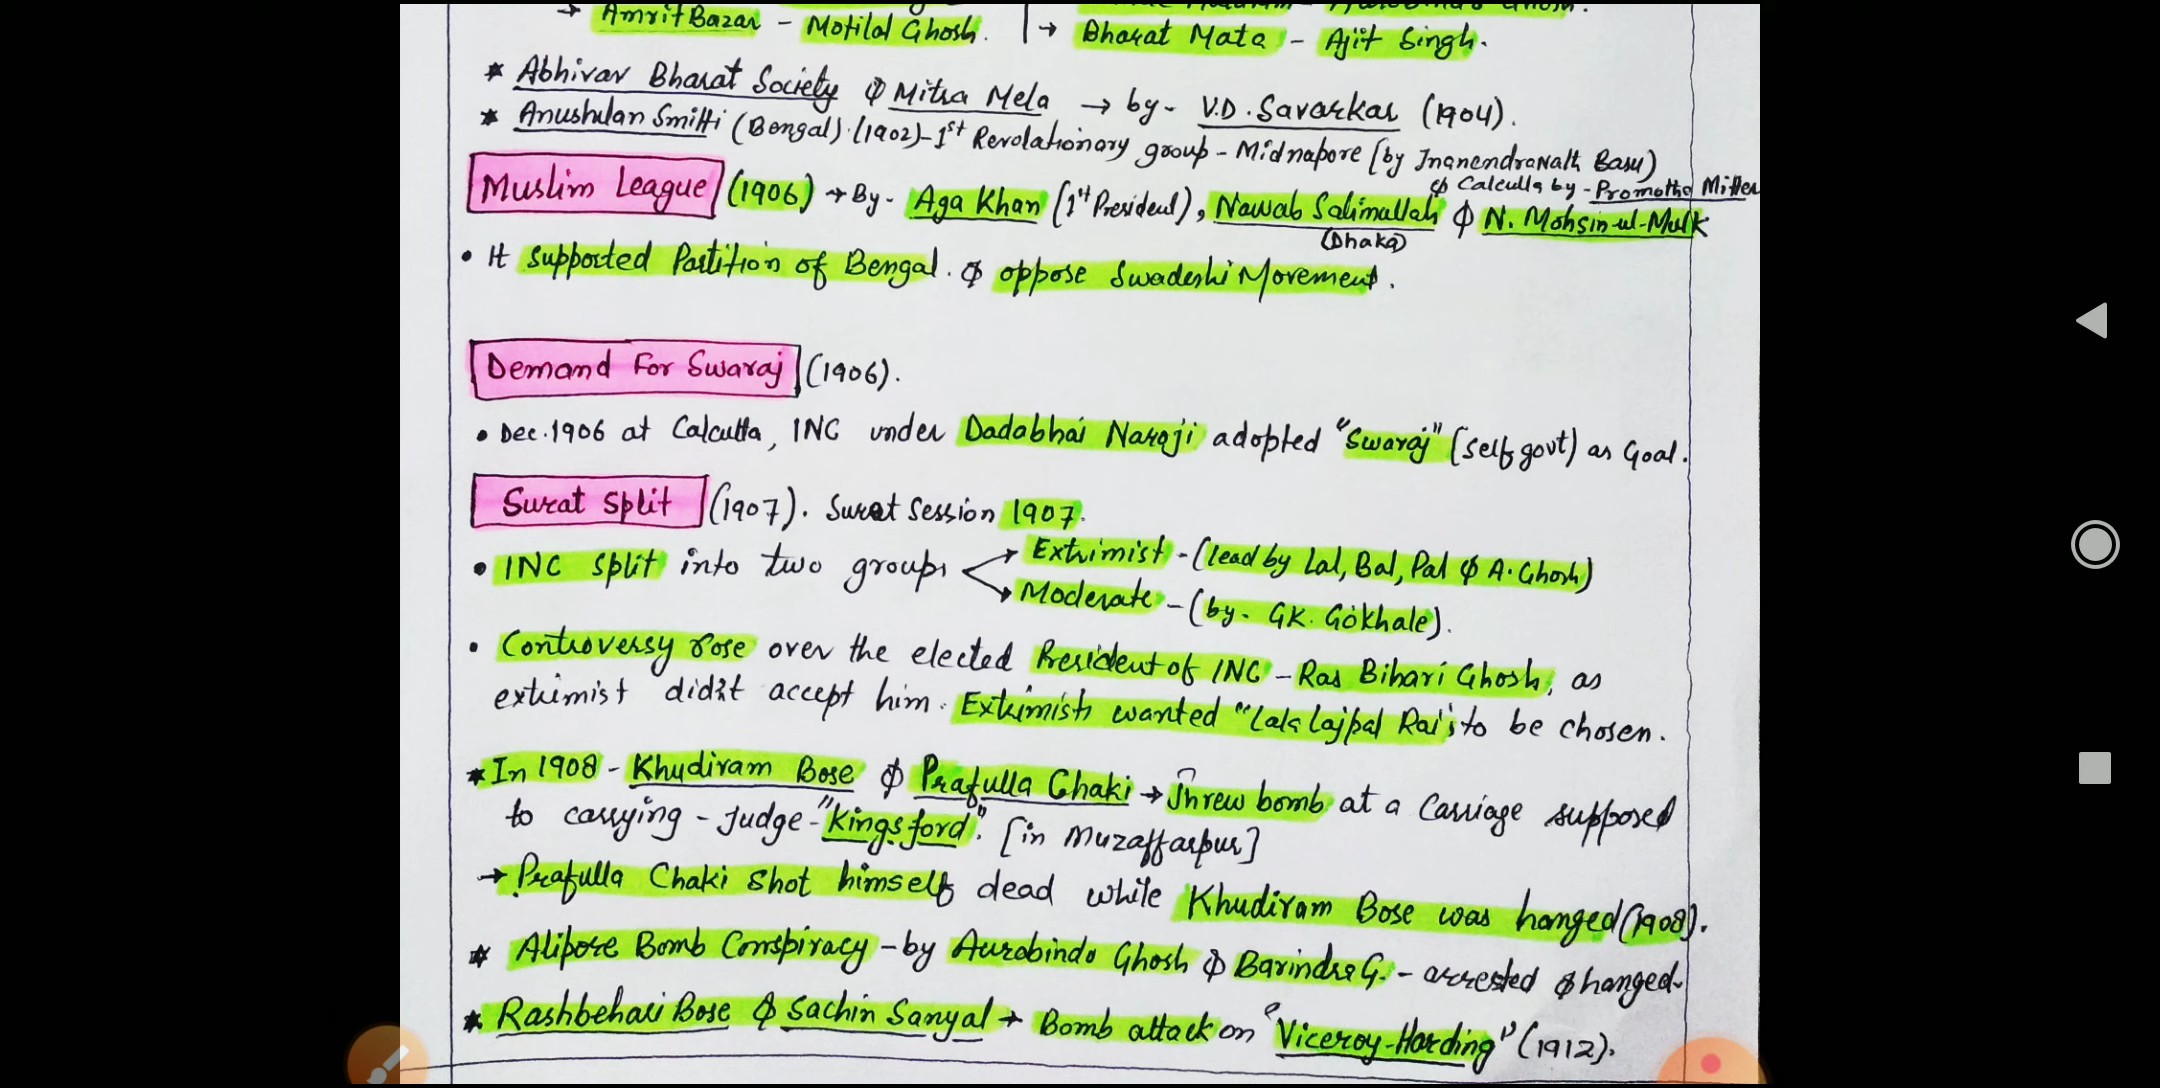 → Amrit Bazar - Motilal Ghosh. | → Bharat Mata - Ajit Singh.
* Abhivav Bharat Society & Mitra Mela → by - V.D. Savarkar (1904).
* Anushulan Smitti (Bengal) (1902) - 1st Revolationary group - Midnapore [by Jnanendranath Basu)
& Calcutta by - Promotho Mitter
Muslim League (1906) → By - Aga Khan (1st President), Nawab Salimullah & N. Mohsin-ul-Mulk
(Dhaka)
• It supported Partition of Bengal. & oppose Swadeshi Movement.
Demand For Swaraj (1906).
• Dec. 1906 at Calcutta, INC under Dadabhai Naroji adopted "Swaraj" (self govt) as Goal.
Surat Split (1907). Surat Session 1907.
• INC split into two groups
Extrimist - (lead by Lal, Bal, Pal & A. Ghosh)
Moderate - (by - GK. Gokhale).
• Controversy rose over the elected President of INC - Ras Bihari Ghosh, as
extrimist didn't accept him. Extrimish wanted "Lala Lajpat Rai" to be chosen.
* In 1908 - Khudiram Bose & Prafulla Chaki → Threw bomb at a Carriage supposed
to carrying - Judge - "Kings ford". [in Muzaffarpur]
→ Prafulla Chaki shot himself dead while Khudiram Bose was hanged (1908).
* Alipore Bomb Conspiracy - by Aurobindo Ghosh & Barindra G. - arrested & hanged.
* Rashbehari Bose & Sachin Sanyal → Bomb attack on "Viceroy-Harding" (1912).